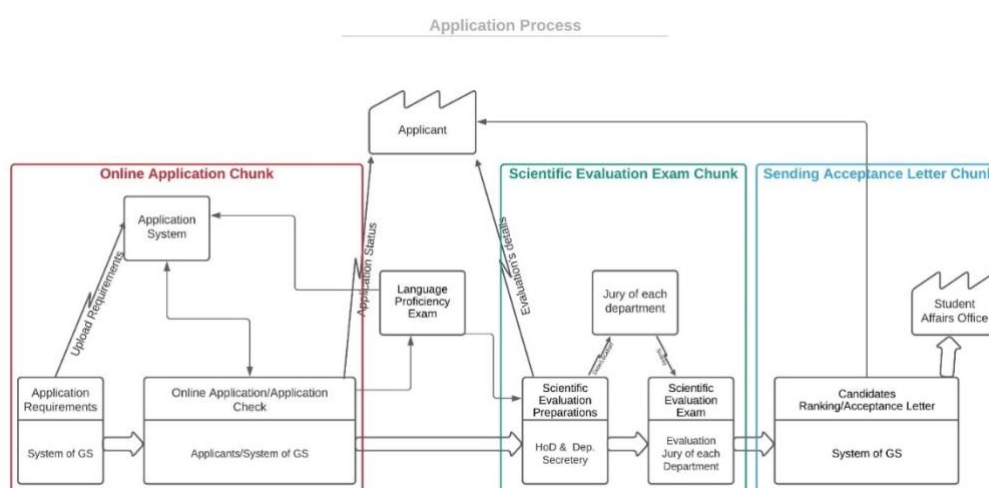 Application Process
Applicant
Online Application Chunk
Scientific Evaluation Exam Chunk
Sending Acceptance Letter Chunk
Application
System
Upload Requirements
Application Status
Evaluation's details
Language
Proficiency
Exam
Jury of each
department
Student
Affairs Office
Application
Requirements
System of GS
Online Application/Application
Check
Applicants/System of GS
Scientific
Evaluation
Preparations
HoD & Dep.
Secretery
Scientific
Evaluation
Exam
Evaluation
Jury of each
Department
Candidates
Ranking/Acceptance Letter
System of GS